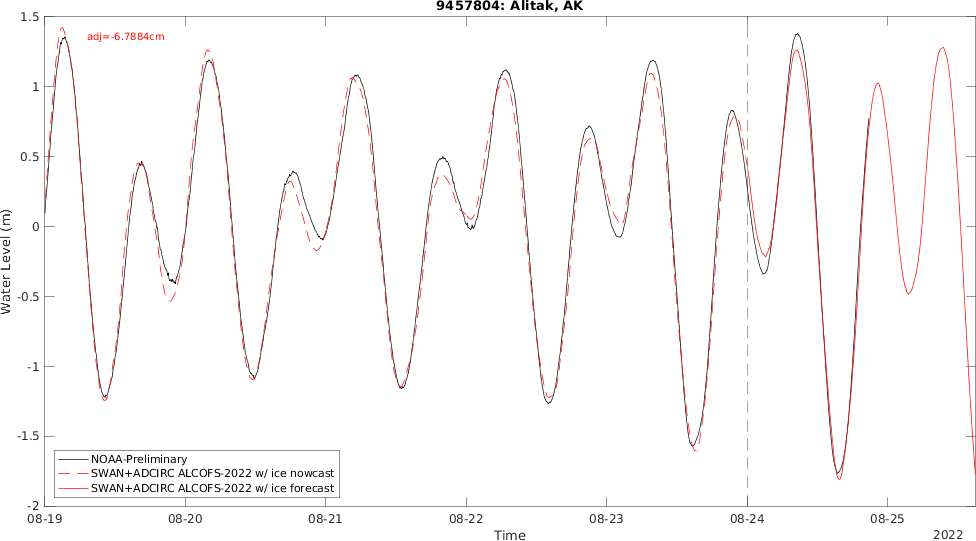 9457804: Alitak, AK
adj=-6.7884cm
1.5
1
0.5
0
-0.5
-1
-1.5
-2
Water Level (m)
NOAA-Preliminary
SWAN+ADCIRC ALCOFS-2022 w/ ice nowcast
SWAN+ADCIRC ALCOFS-2022 w/ ice forecast
08-19 08-20 08-21 08-22 08-23 08-24 08-25
Time
2022